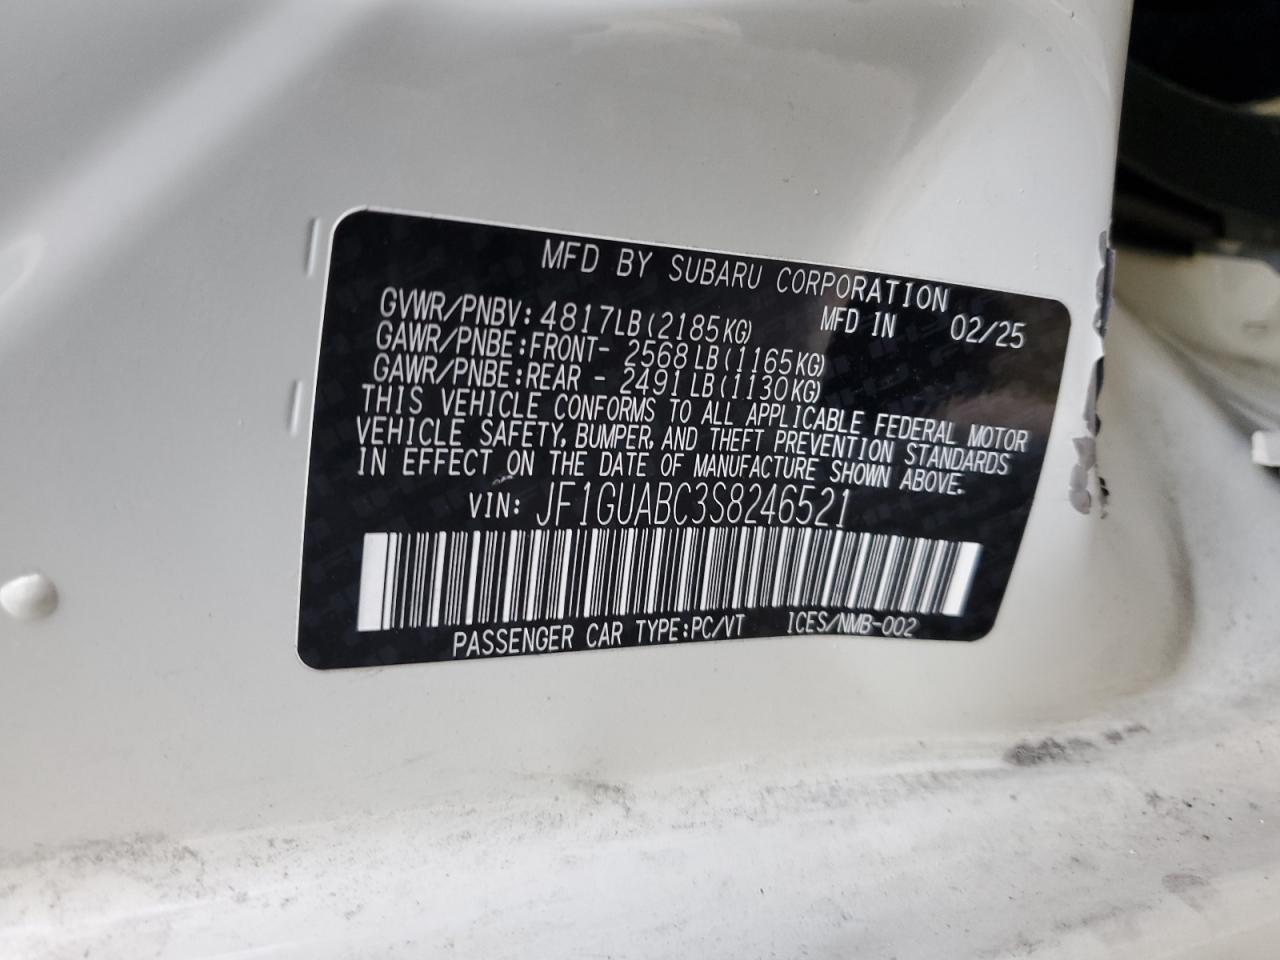 MFD BY SUBARU CORPORATION
GVWR/PNBV: 4817LB(2185KG) MFD IN 02/25
GAWR/PNBE:FRONT- 2568LB(1165KG)
GAWR/PNBE:REAR - 2491LB(1130KG)
THIS VEHICLE CONFORMS TO ALL APPLICABLE FEDERAL MOTOR
VEHICLE SAFETY, BUMPER, AND THEFT PREVENTION STANDARDS
IN EFFECT ON THE DATE OF MANUFACTURE SHOWN ABOVE.
VIN: JF1GUABC3S8246521
PASSENGER CAR TYPE:PC/VT ICES/NMB-002